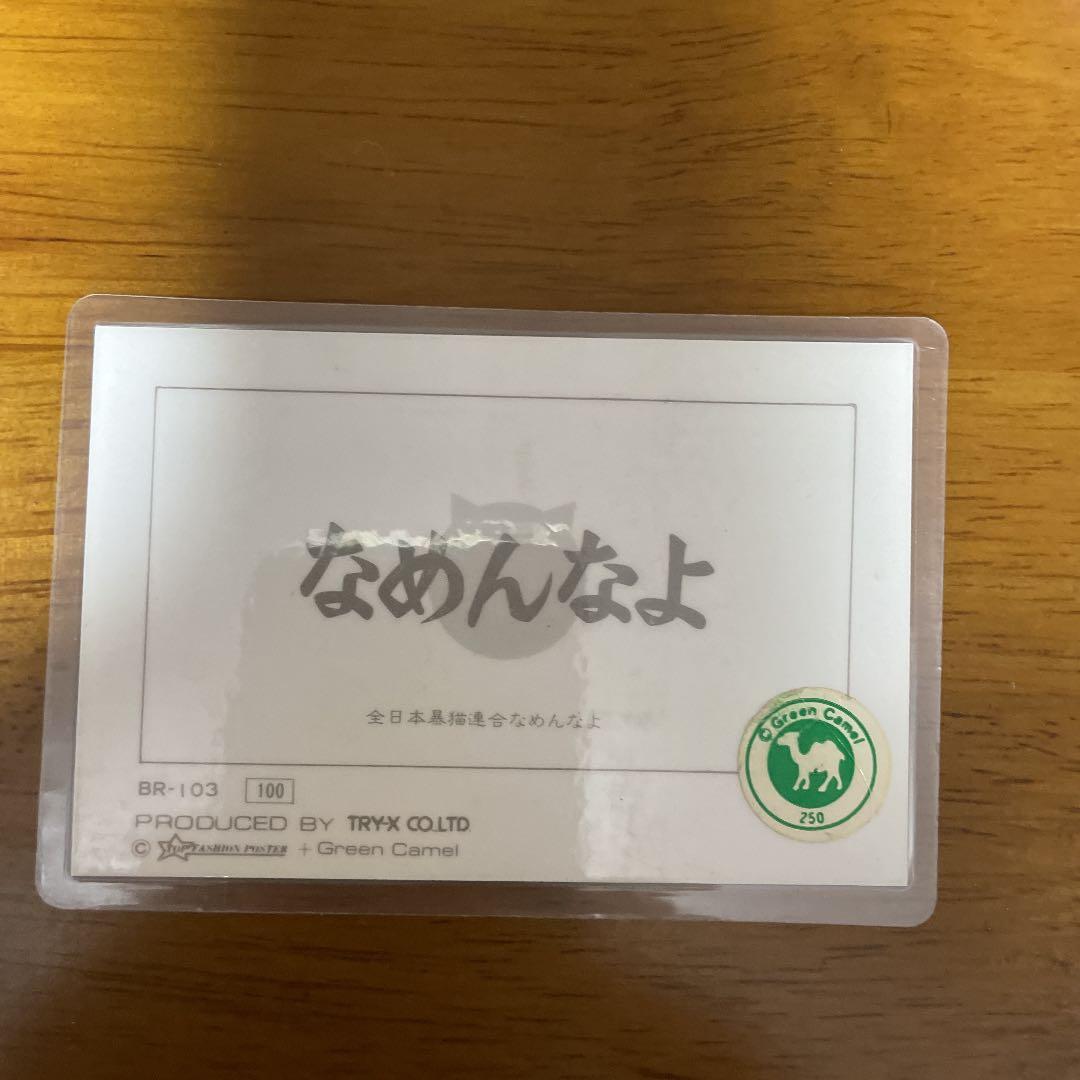 なめんなよ
全日本暴猫連合なめんなよ
BR-103 100
PRODUCED BY TRY-X CO.LTD
© TOP FASHION POSTER + Green Camel
© Green Camel
250